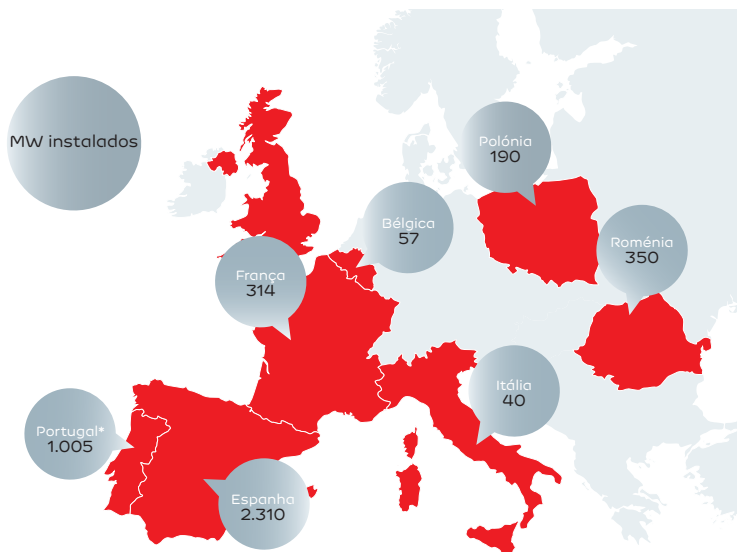 MW instalados
Polónia
190
Bélgica
57
Roménia
350
França
314
Itália
40
Portugal*
1.005
Espanha
2.310